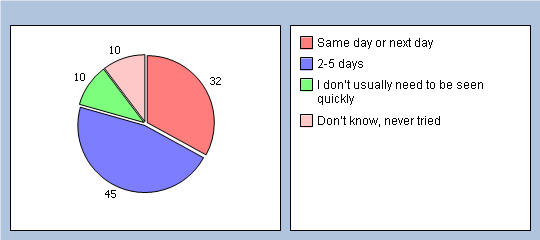 10
32
10
45
Same day or next day
2-5 days
I don't usually need to be seen
quickly
Don't know, never tried